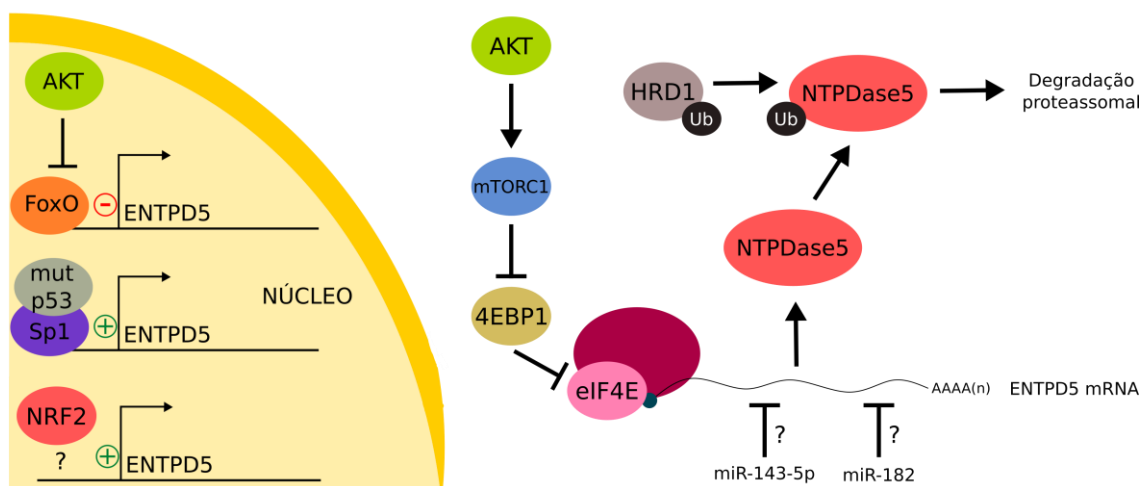 AKT
FoxO
-
ENTPD5
mut
p53
Sp1
+
ENTPD5
NÚCLEO
NRF2
?
+
ENTPD5
AKT
mTORC1
4EBP1
eIF4E
HRD1
Ub
Ub
NTPDase5
Degradação
proteassomal
NTPDase5
AAAA(n)
ENTPD5 mRNA
?
?
miR-143-5p
miR-182